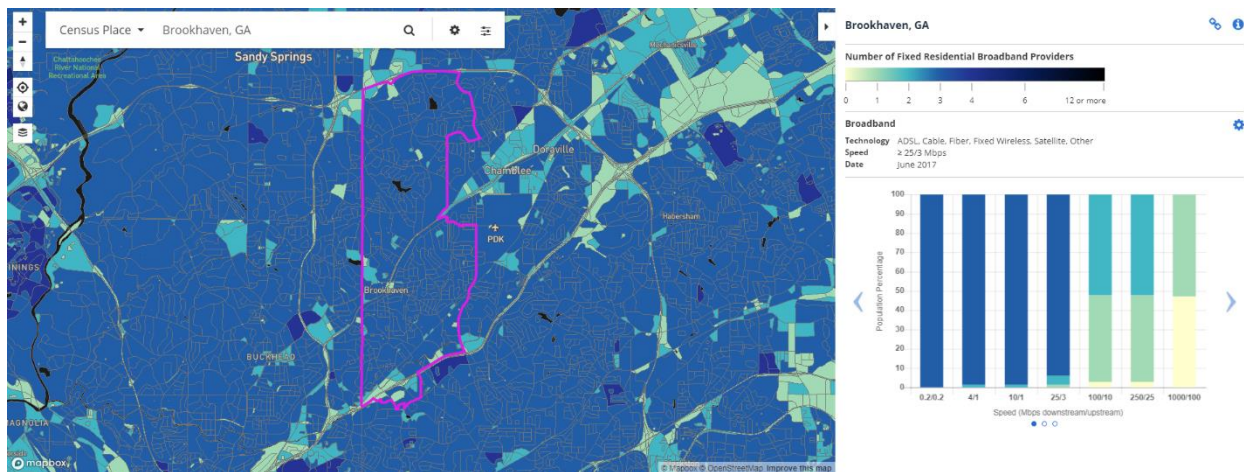 +
−
Census Place
Brookhaven, GA
Chattahoochee
River National
Recreational Area
Sandy Springs
Doraville
Chamblee
PDK
Habersham
Brookhaven
BUCKHEAD
ININGS
MAGNOLIA
mapbox
© Mapbox © OpenStreetMap Improve this map
Brookhaven, GA
Number of Fixed Residential Broadband Providers
0 1 2 3 4 6 12 or more
Broadband
Technology ADSL, Cable, Fiber, Fixed Wireless, Satellite, Other
Speed ≥ 25/3 Mbps
Date June 2017
Population Percentage
100
90
80
70
60
50
40
30
20
10
0
0.2/0.2 4/1 10/1 25/3 100/10 250/25 1000/100
Speed (Mbps downstream/upstream)